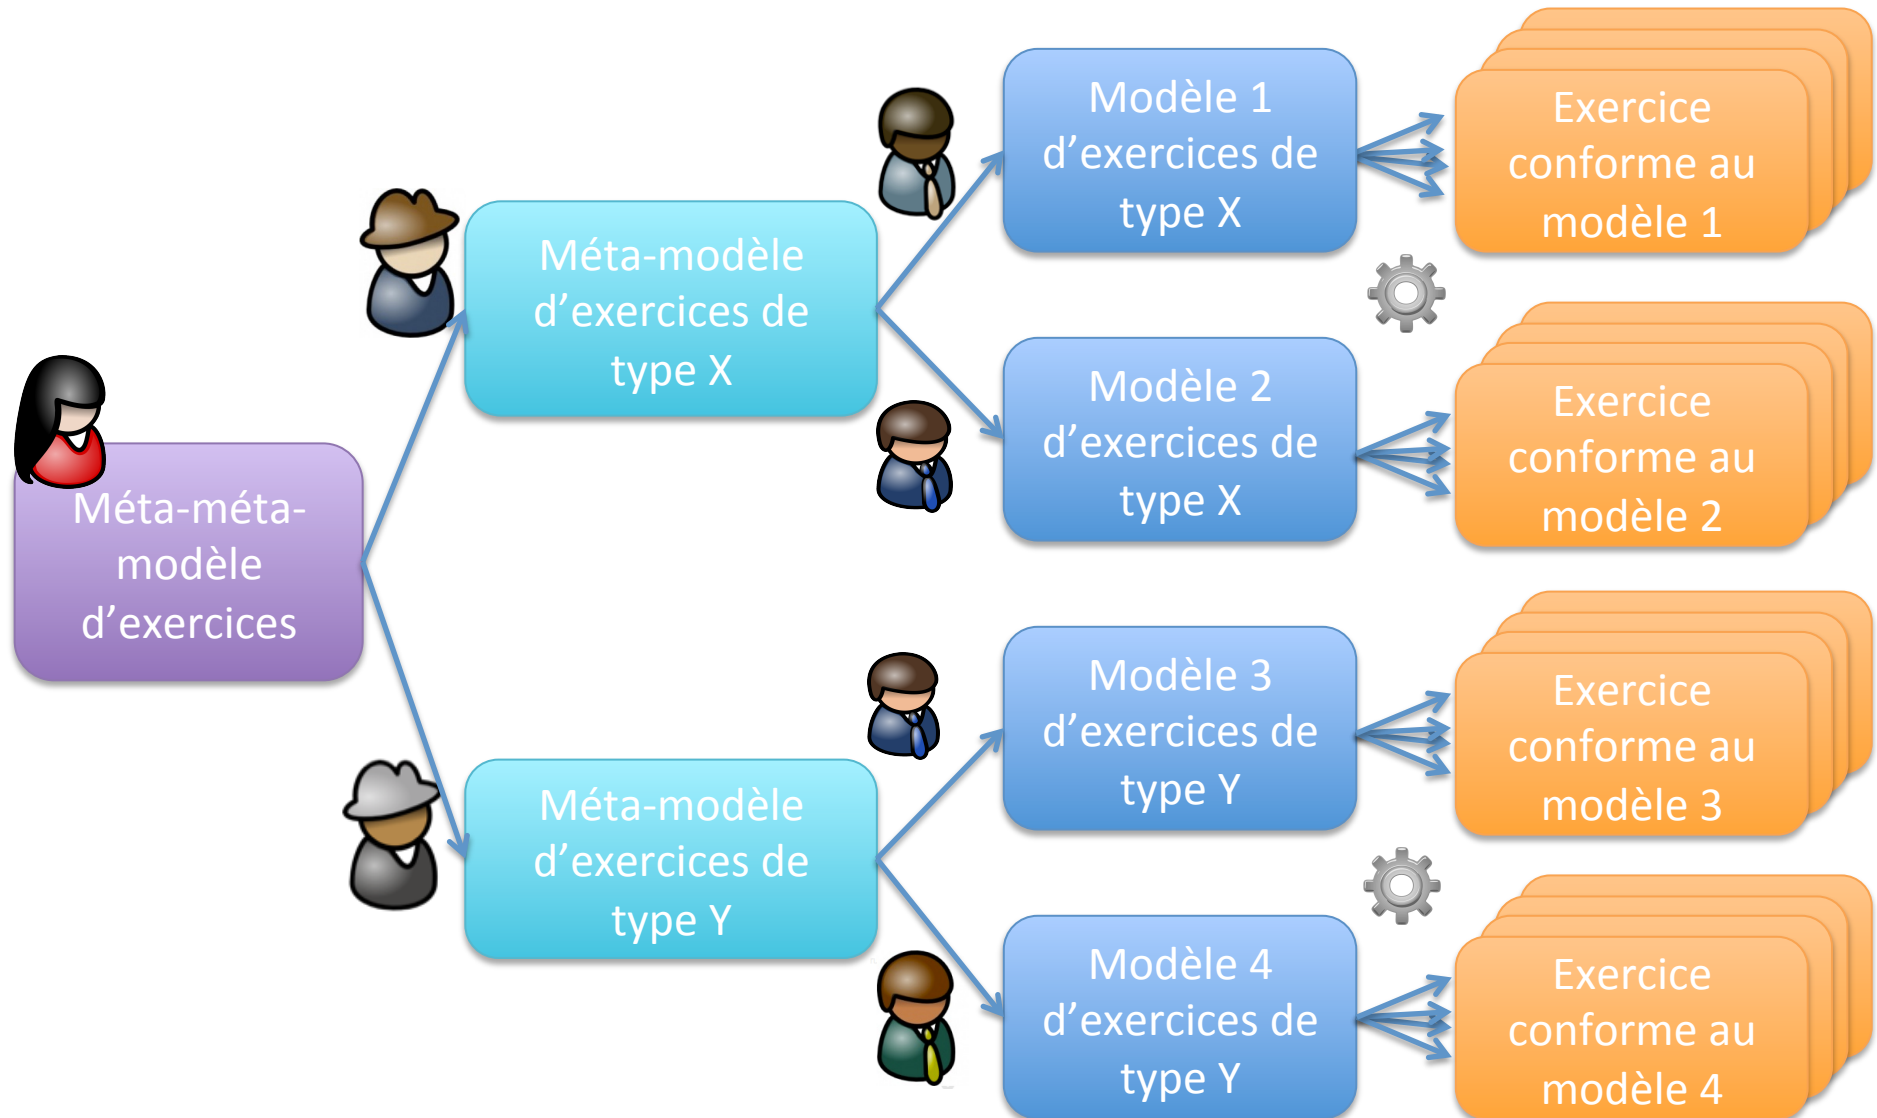 Méta-méta-
modèle
d’exercices
Méta-modèle
d’exercices de
type X
Méta-modèle
d’exercices de
type Y
Modèle 1
d’exercices de
type X
Modèle 2
d’exercices de
type X
Modèle 3
d’exercices de
type Y
Modèle 4
d’exercices de
type Y
Exercice
conforme au
modèle 1
Exercice
conforme au
modèle 2
Exercice
conforme au
modèle 3
Exercice
conforme au
modèle 4